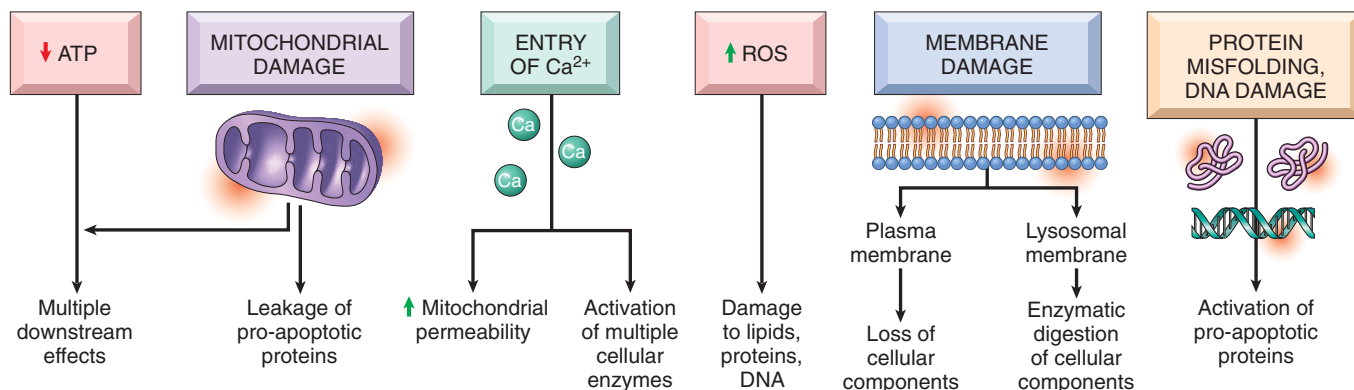 ↓ ATP
MITOCHONDRIAL
DAMAGE
ENTRY
OF Ca²⁺
↑ ROS
MEMBRANE
DAMAGE
PROTEIN
MISFOLDING,
DNA DAMAGE
Ca
Ca
Ca
Plasma
membrane
Lysosomal
membrane
Multiple
downstream
effects
Leakage of
pro-apoptotic
proteins
↑ Mitochondrial
permeability
Activation
of multiple
cellular
enzymes
Damage
to lipids,
proteins,
DNA
Loss of
cellular
components
Enzymatic
digestion
of cellular
components
Activation of
pro-apoptotic
proteins